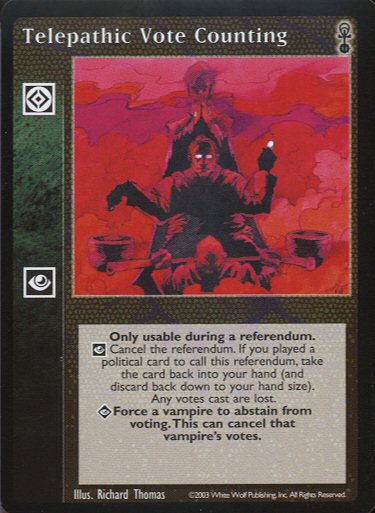 Telepathic Vote Counting
Only usable during a referendum.
Cancel the referendum. If you played a
political card to call this referendum, take
the card back into your hand (and
discard back down to your hand size).
Any votes cast are lost.
Force a vampire to abstain from
voting. This can cancel that
vampire's votes.
Illus. Richard Thomas
©2003 White Wolf Publishing, Inc. All Rights Reserved.